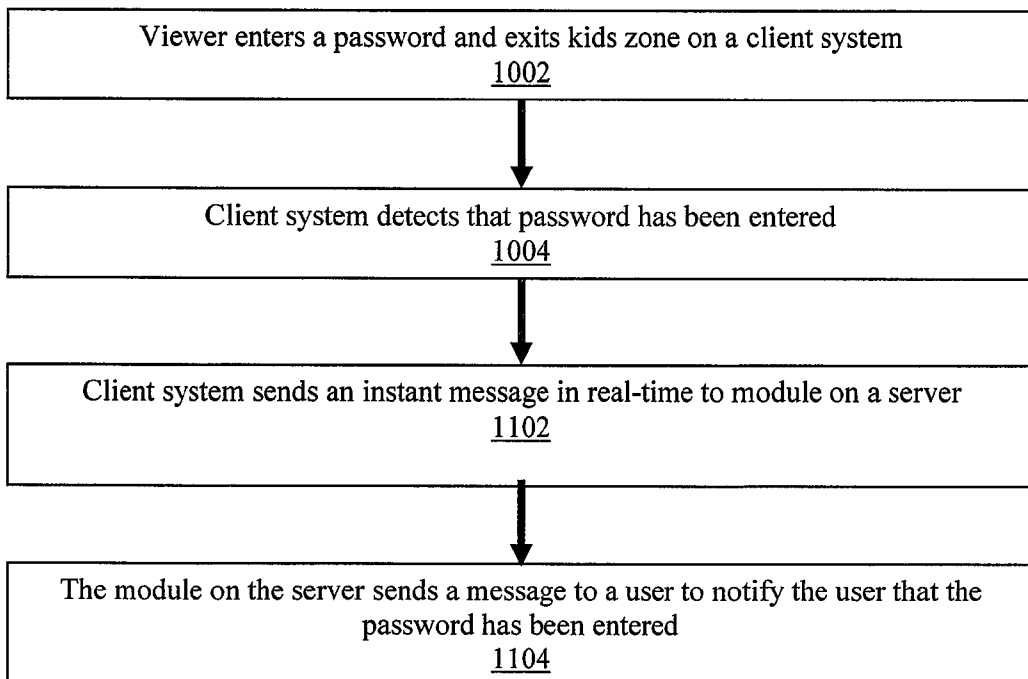 Viewer enters a password and exits kids zone on a client system
1002
Client system detects that password has been entered
1004
Client system sends an instant message in real-time to module on a server
1102
The module on the server sends a message to a user to notify the user that the
password has been entered
1104